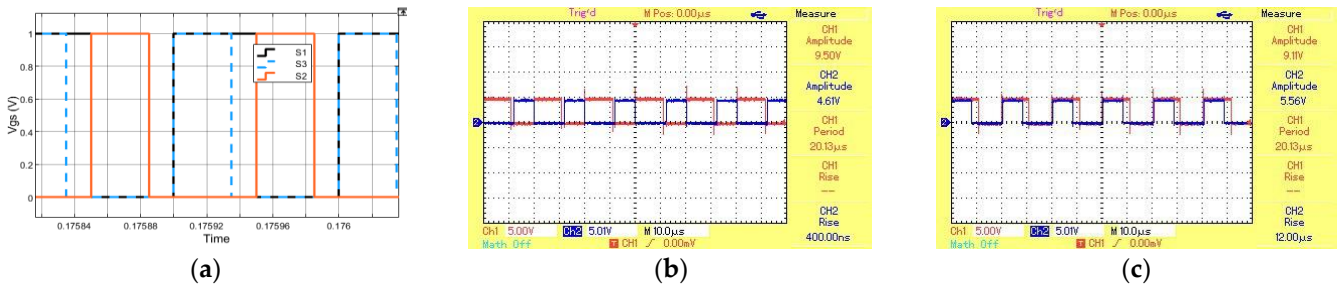 Vgs (V)
1
0.8
0.6
0.4
0.2
0
S1
S3
S2
0.17584
0.17588
0.17592
0.17596
0.176
Time
(a)
Trig'd M Pos: 0.00µs Measure
CH1
Amplitude
9.50V
CH2
Amplitude
4.61V
CH1
Period
20.13µs
CH1
Rise
--
CH2
Rise
400.00ns
2
Ch1 5.00V Ch2 5.01V M 10.0µs
Math Off T CH1 0.00mV
(b)
Trig'd M Pos: 0.00µs Measure
CH1
Amplitude
9.11V
CH2
Amplitude
5.56V
CH1
Period
20.13µs
CH1
Rise
--
CH2
Rise
12.00µs
2
Ch1 5.00V Ch2 5.01V M 10.0µs
Math Off T CH1 0.00mV
(c)